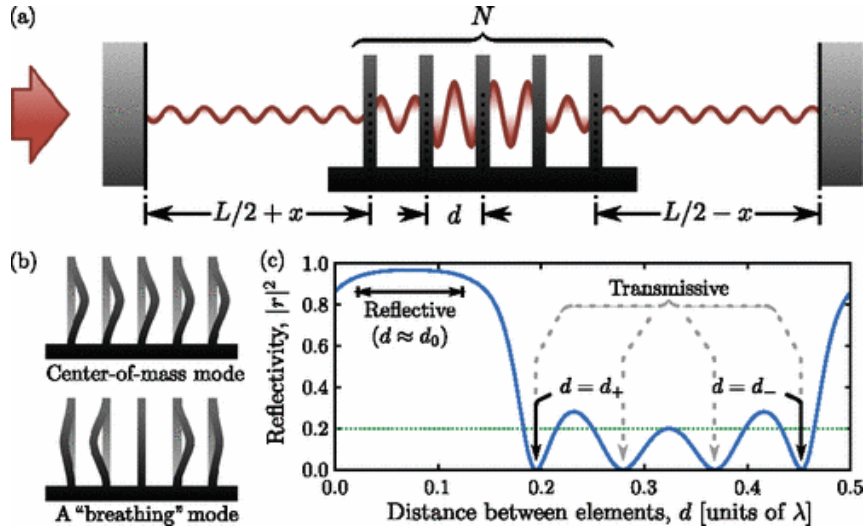 (a)
N
L/2 + x
d
L/2 − x
(b)
Center-of-mass mode
A "breathing" mode
(c)
Reflectivity, |r|²
1.0
0.8
0.6
0.4
0.2
0.0
Reflective
(d ≈ d₀)
Transmissive
d = d₊
d = d₋
0.0 0.1 0.2 0.3 0.4 0.5
Distance between elements, d [units of λ]